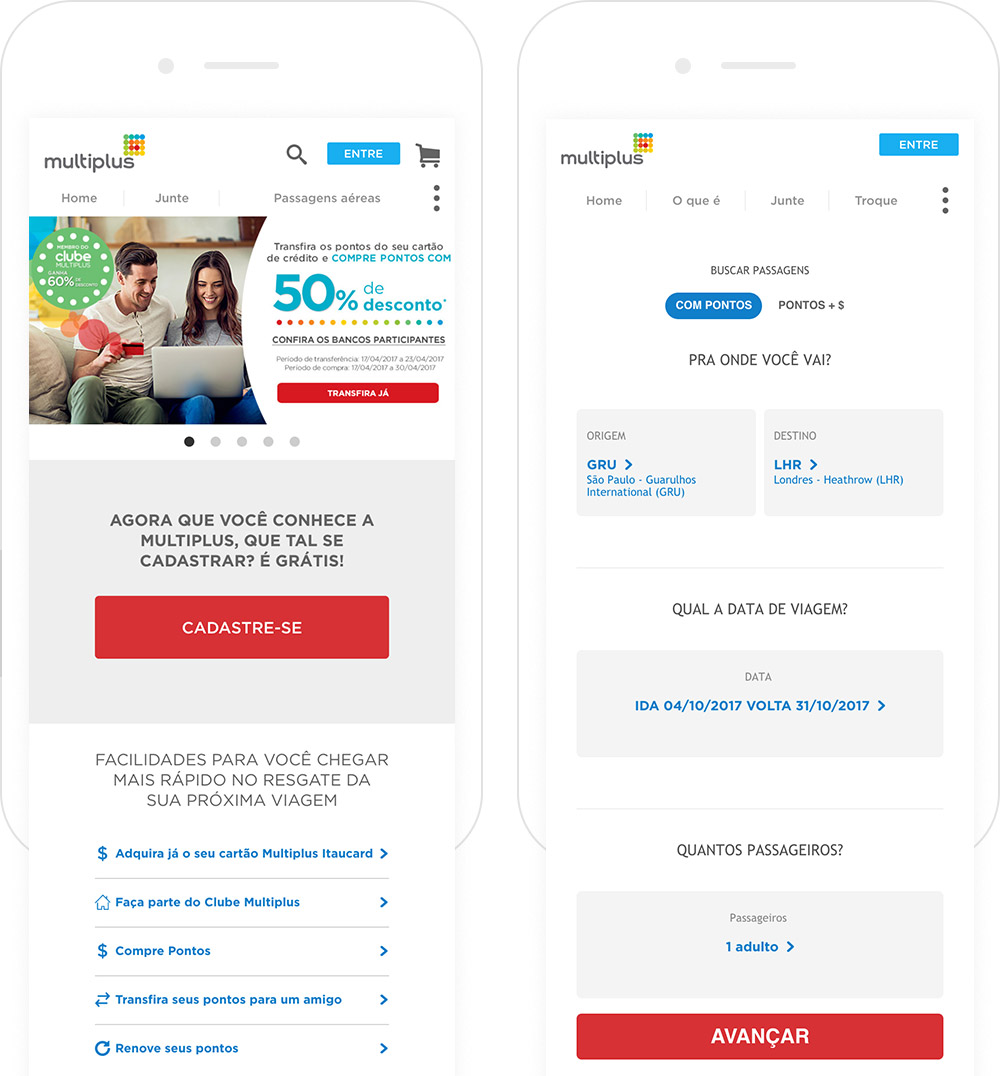 multiplus
ENTRE
Home
Junte
Passagens aéreas
MEMBRO DO
clube
MULTIPLUS
GANHA
60% DE
DESCONTO
Transfira os pontos do seu cartão
de crédito e COMPRE PONTOS COM
50% de
desconto*
CONFIRA OS BANCOS PARTICIPANTES
Período de transferência: 17/04/2017 a 23/04/2017
Período de compra: 17/04/2017 a 30/04/2017
TRANSFIRA JÁ
AGORA QUE VOCÊ CONHECE A
MULTIPLUS, QUE TAL SE
CADASTRAR? É GRÁTIS!
CADASTRE-SE
FACILIDADES PARA VOCÊ CHEGAR
MAIS RÁPIDO NO RESGATE DA
SUA PRÓXIMA VIAGEM
$ Adquira já o seu cartão Multiplus Itaucard
Faça parte do Clube Multiplus
$ Compre Pontos
Transfira seus pontos para um amigo
Renove seus pontos
multiplus
ENTRE
Home
O que é
Junte
Troque
BUSCAR PASSAGENS
COM PONTOS
PONTOS + $
PRA ONDE VOCÊ VAI?
ORIGEM
GRU
São Paulo - Guarulhos
International (GRU)
DESTINO
LHR
Londres - Heathrow (LHR)
QUAL A DATA DE VIAGEM?
DATA
IDA 04/10/2017 VOLTA 31/10/2017
QUANTOS PASSAGEIROS?
Passageiros
1 adulto
AVANÇAR